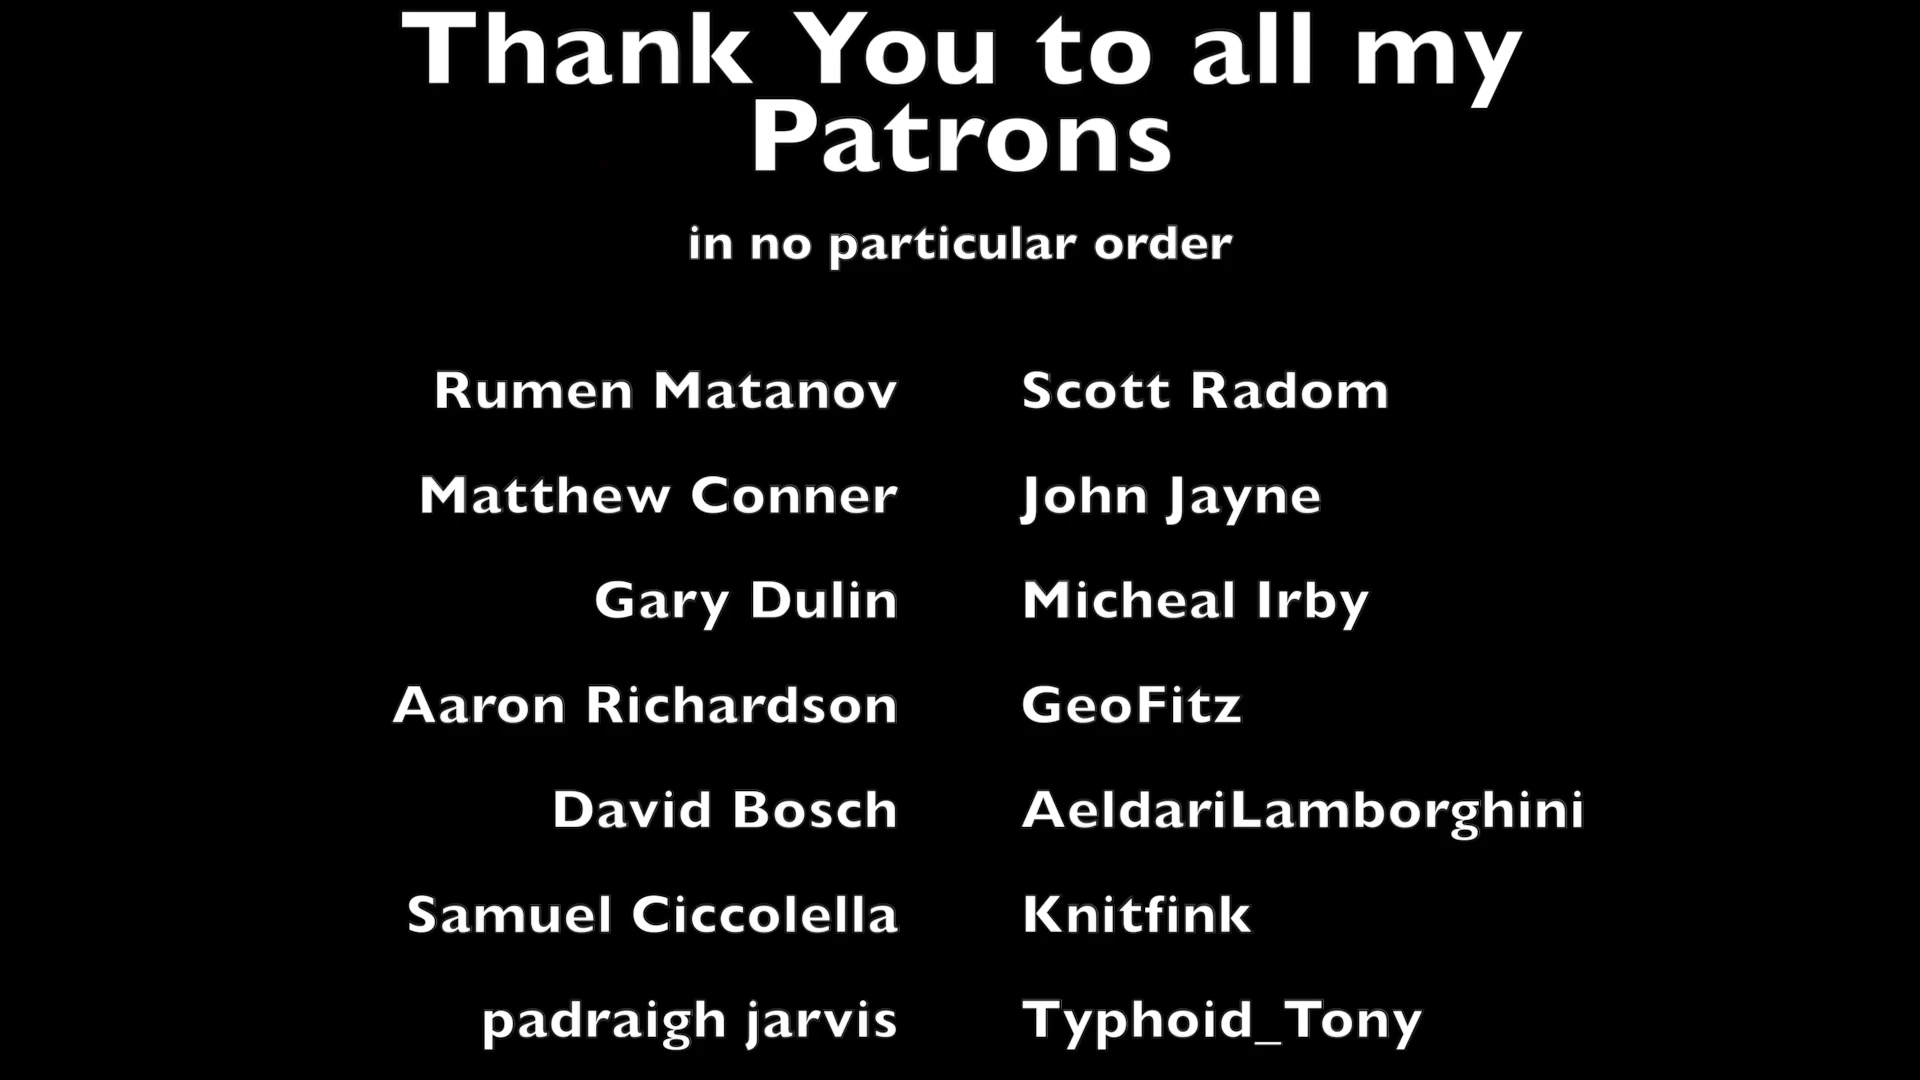 Thank You to all my
Patrons
in no particular order
Rumen Matanov Scott Radom
Matthew Conner John Jayne
Gary Dulin Micheal Irby
Aaron Richardson GeoFitz
David Bosch AeldariLamborghini
Samuel Ciccolella Knitfink
padraigh jarvis Typhoid_Tony